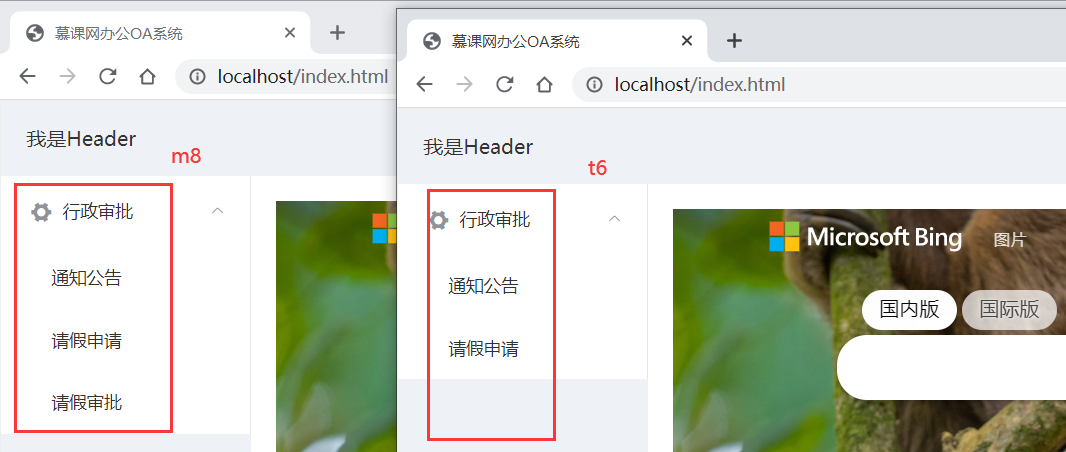 慕课网办公OA系统
localhost/index.html
我是Header
m8
行政审批
通知公告
请假申请
请假审批
慕课网办公OA系统
localhost/index.html
我是Header
t6
行政审批
通知公告
请假申请
Microsoft Bing
图片
国内版
国际版